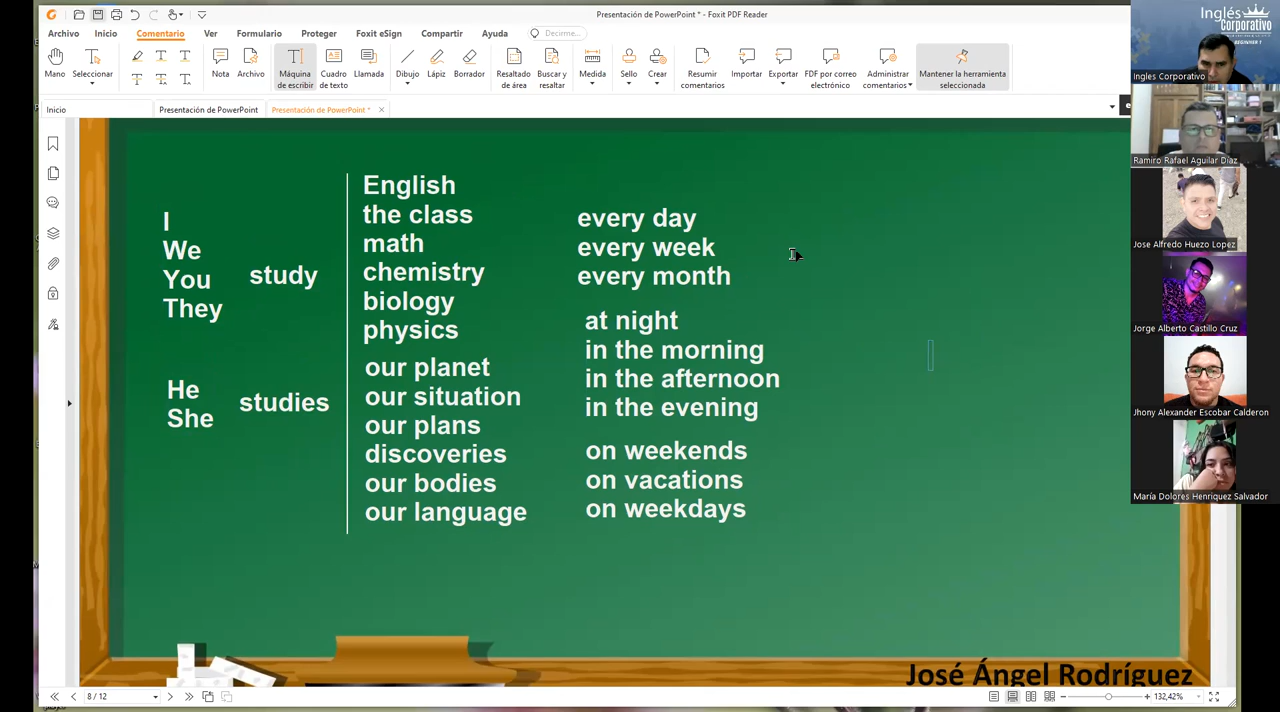 Presentación de PowerPoint * - Foxit PDF Reader
Archivo Inicio Comentario Ver Formulario Proteger Foxit eSign Compartir Ayuda Decirme...
Mano Seleccionar Nota Archivo Máquina de escribir Cuadro de texto Llamada Dibujo Lápiz Borrador Resaltado de área Buscar y resaltar Medida Sello Crear Resumir comentarios Importar Exportar FDF por correo electrónico Administrar comentarios Mantener la herramienta seleccionada
Inicio Presentación de PowerPoint Presentación de PowerPoint *
I
We
You
They
study
He
She
studies
English
the class
math
chemistry
biology
physics
our planet
our situation
our plans
discoveries
our bodies
our language
every day
every week
every month
at night
in the morning
in the afternoon
in the evening
on weekends
on vacations
on weekdays
José Ángel Rodríguez
8 / 12
132,42%
Inglés
Corporativo
BEGINNER 1
Ingles Corporativo
Ramiro Rafael Aguilar Díaz
Jose Alfredo Huezo Lopez
Jorge Alberto Castillo Cruz
Jhony Alexander Escobar Calderon
María Dolores Henriquez Salvador